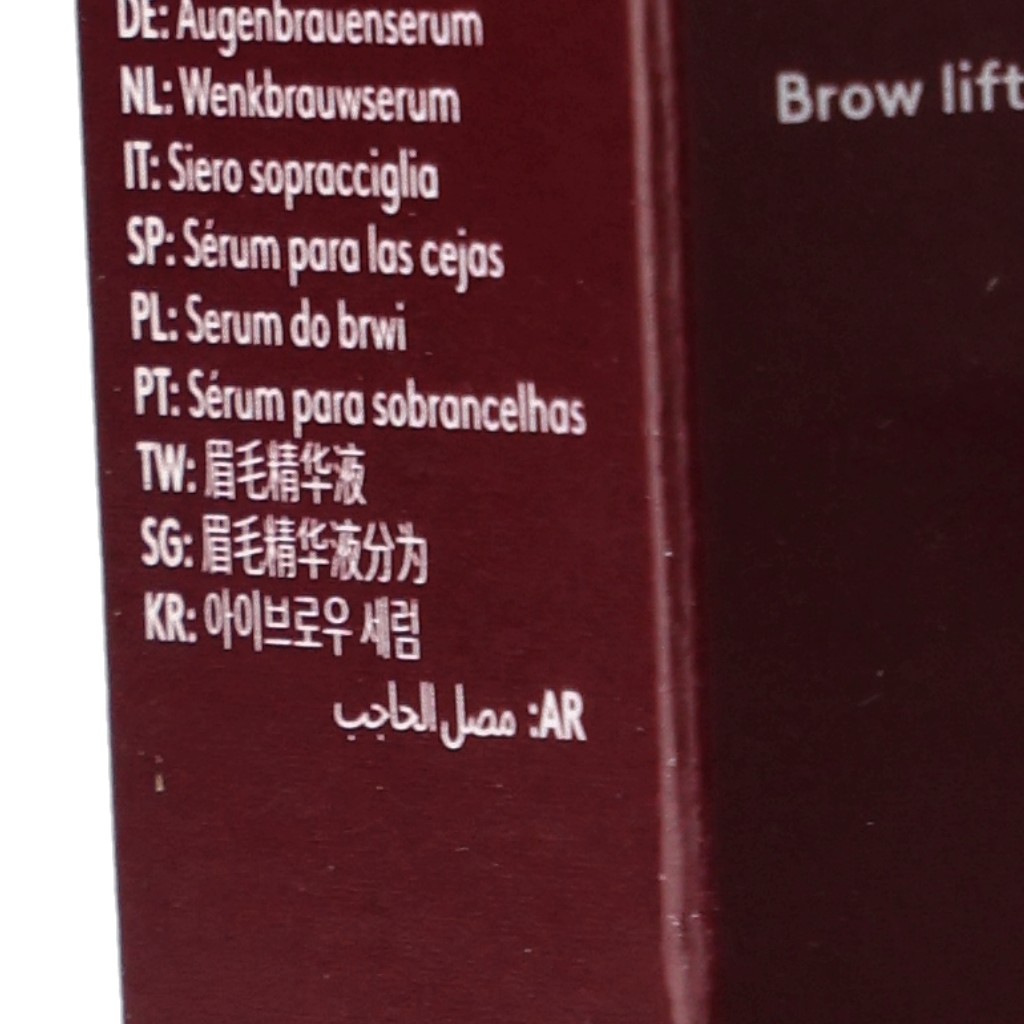 DE: Augenbrauenserum
NL: Wenkbrauwserum
IT: Siero sopracciglia
SP: Sérum para las cejas
PL: Serum do brwi
PT: Sérum para sobrancelhas
TW: 眉毛精华液
SG: 眉毛精华液分为
KR: 아이브로우 세럼
AR: مصل الحاجب
Brow lift